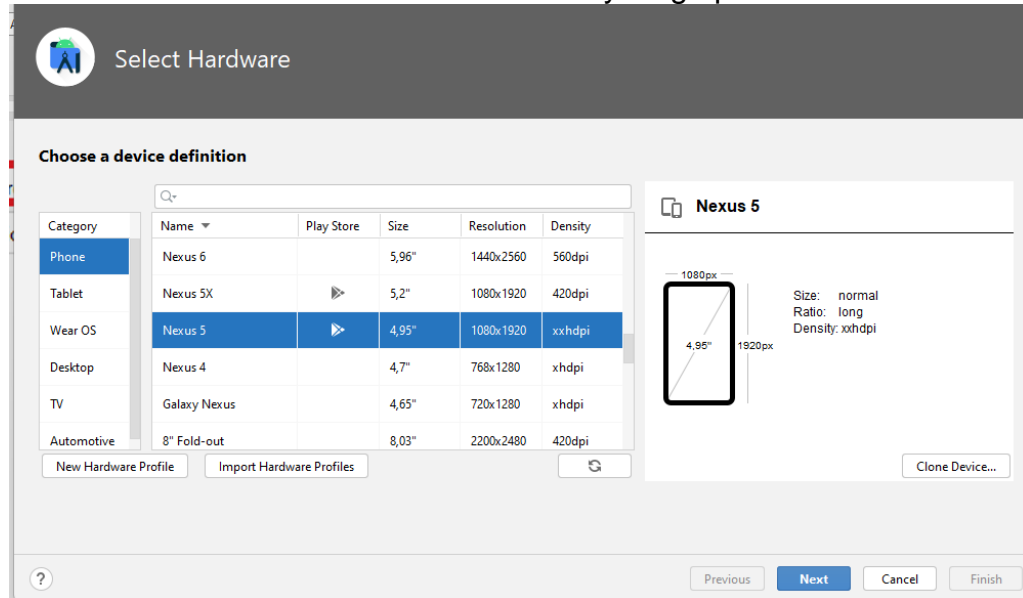 Select Hardware
Choose a device definition
Category
Phone
Tablet
Wear OS
Desktop
TV
Automotive
Name Play Store Size Resolution Density
Nexus 6 5,96" 1440x2560 560dpi
Nexus 5X 5,2" 1080x1920 420dpi
Nexus 5 4,95" 1080x1920 xxhdpi
Nexus 4 4,7" 768x1280 xhdpi
Galaxy Nexus 4,65" 720x1280 xhdpi
8" Fold-out 8,03" 2200x2480 420dpi
New Hardware Profile Import Hardware Profiles
Nexus 5
1080px
4,95" 1920px
Size: normal
Ratio: long
Density: xxhdpi
Clone Device...
? Previous Next Cancel Finish